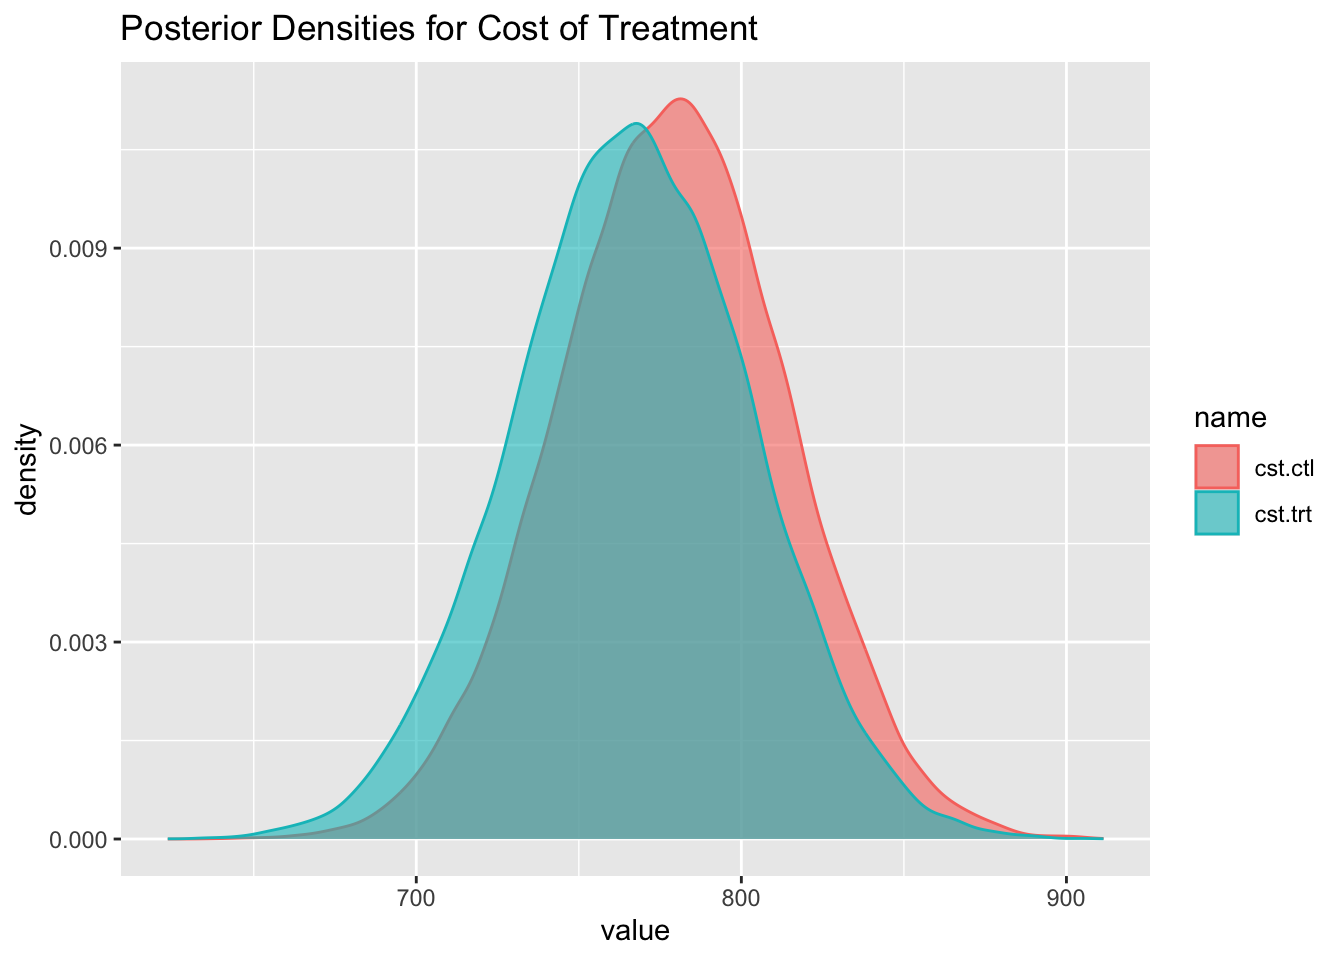 Posterior Densities for Cost of Treatment
density
0.009
0.006
0.003
0.000
700
800
900
value
name
cst.ctl
cst.trt